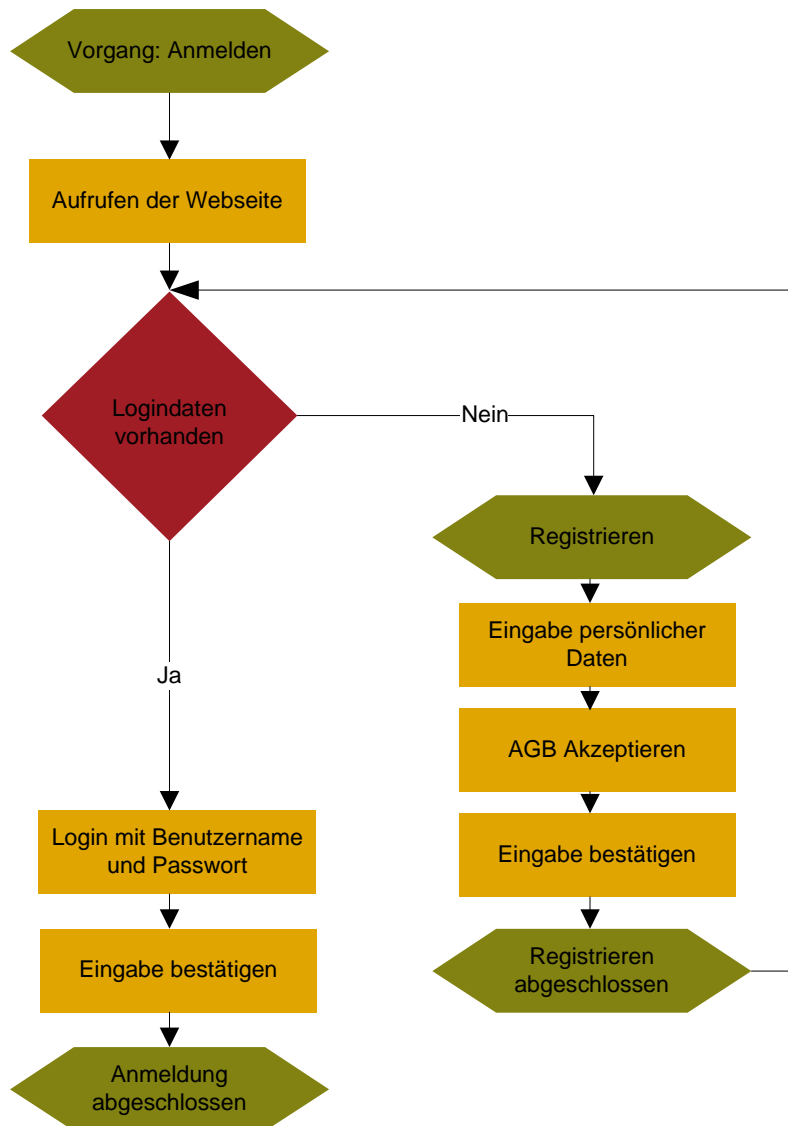 Vorgang: Anmelden
Aufrufen der Webseite
Logindaten
vorhanden
Nein
Registrieren
Eingabe persönlicher
Daten
Ja
AGB Akzeptieren
Login mit Benutzername
und Passwort
Eingabe bestätigen
Eingabe bestätigen
Registrieren
abgeschlossen
Anmeldung
abgeschlossen